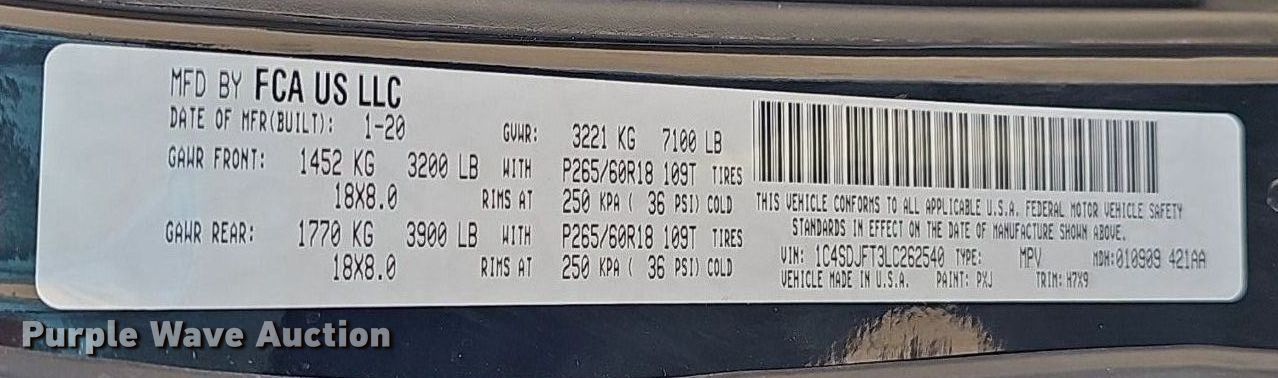 MFD BY FCA US LLC
DATE OF MFR(BUILT): 1-20 GVWR: 3221 KG 7100 LB
GAWR FRONT: 1452 KG 3200 LB WITH P265/60R18 109T TIRES
18X8.0 RIMS AT 250 KPA ( 36 PSI) COLD
GAWR REAR: 1770 KG 3900 LB WITH P265/60R18 109T TIRES
18X8.0 RIMS AT 250 KPA ( 36 PSI) COLD
THIS VEHICLE CONFORMS TO ALL APPLICABLE U.S.A. FEDERAL MOTOR VEHICLE SAFETY
STANDARDS IN EFFECT ON THE DATE OF MANUFACTURE SHOWN ABOVE.
VIN: 1C4SDJFT3LC262540 TYPE: MPV MDH:010909 421AA
VEHICLE MADE IN U.S.A. PAINT: PXJ TRIM: H7X9
Purple Wave Auction